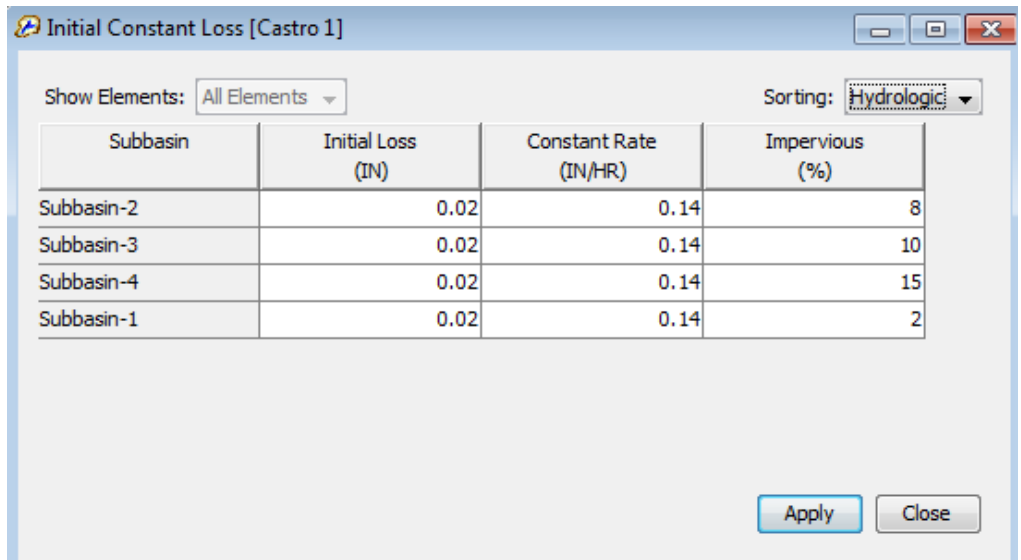 Initial Constant Loss [Castro 1]
Show Elements: All Elements Sorting: Hydrologic
Subbasin Initial Loss Constant Rate Impervious
(IN) (IN/HR) (%)
Subbasin-2 0.02 0.14 8
Subbasin-3 0.02 0.14 10
Subbasin-4 0.02 0.14 15
Subbasin-1 0.02 0.14 2
Apply Close